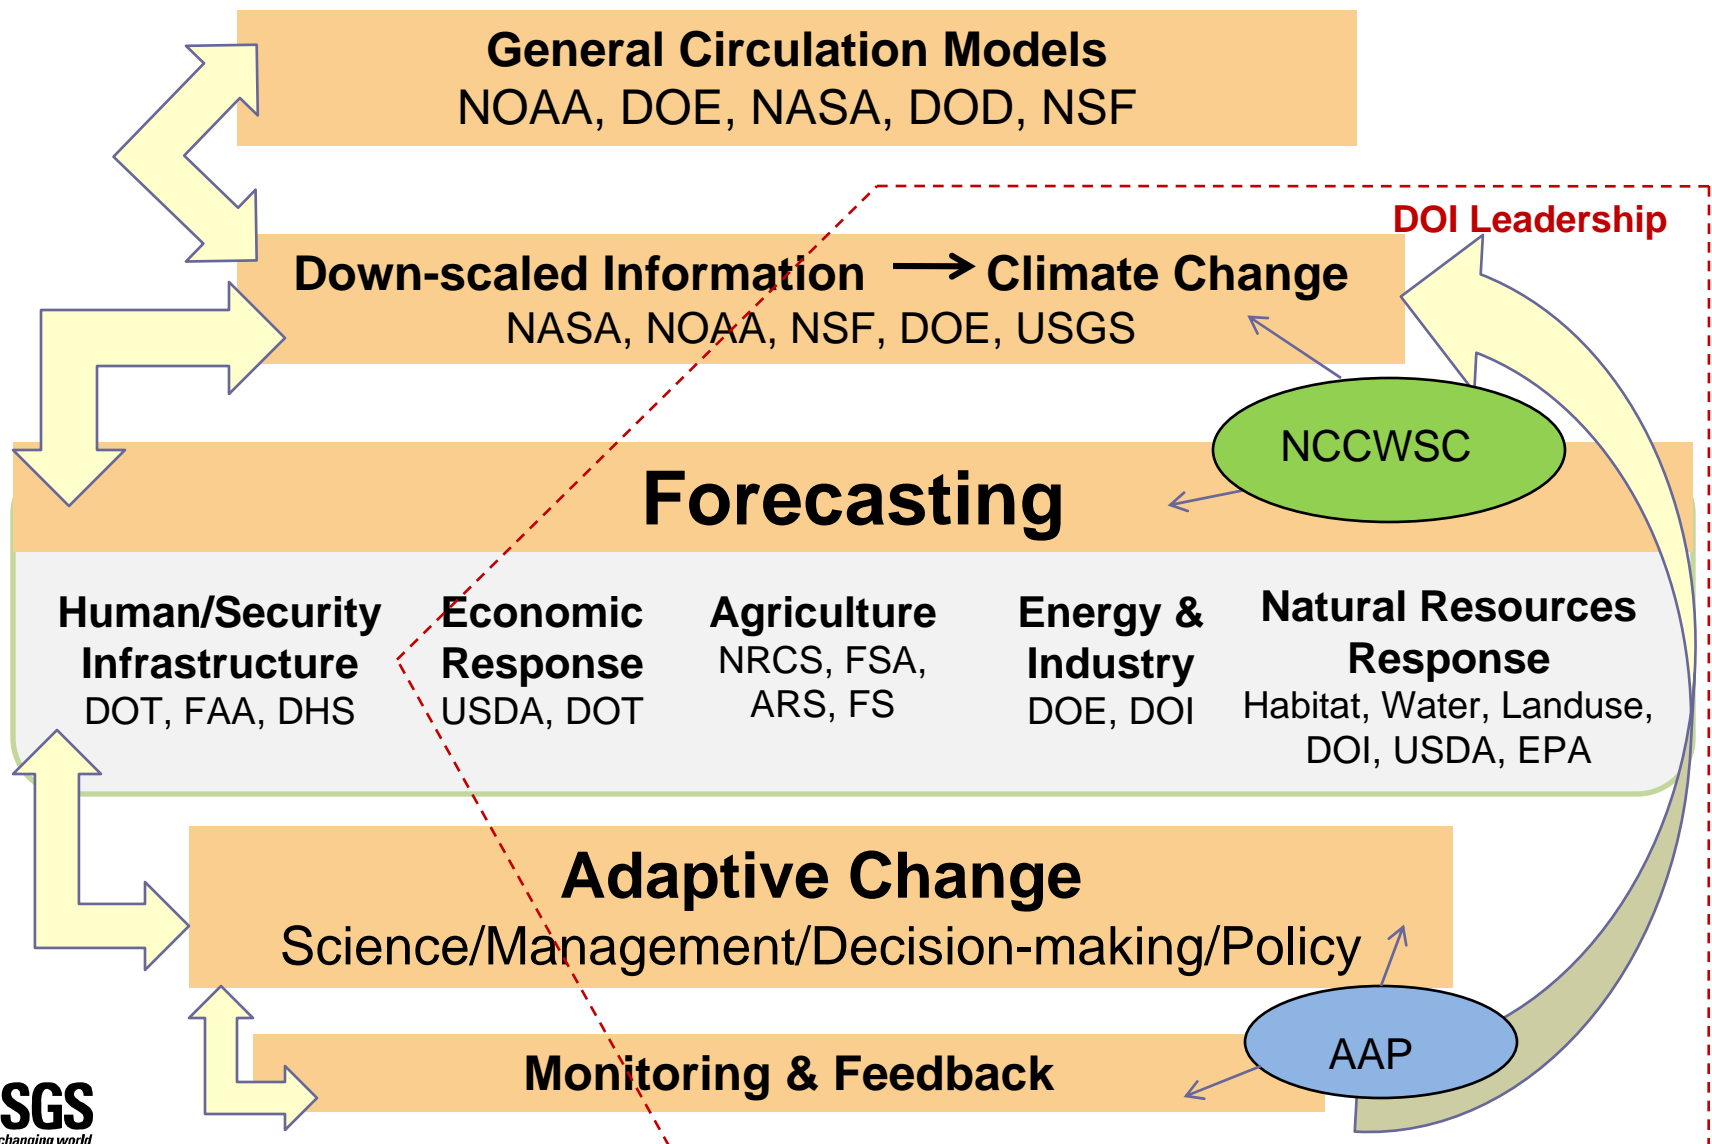 General Circulation Models
NOAA, DOE, NASA, DOD, NSF
DOI Leadership
Down-scaled Information → Climate Change
NASA, NOAA, NSF, DOE, USGS
NCCWSC
Forecasting
Human/Security
Infrastructure
DOT, FAA, DHS
Economic
Response
USDA, DOT
Agriculture
NRCS, FSA,
ARS, FS
Energy &
Industry
DOE, DOI
Natural Resources
Response
Habitat, Water, Landuse,
DOI, USDA, EPA
Adaptive Change
Science/Management/Decision-making/Policy
AAP
Monitoring & Feedback
SGS
changing world